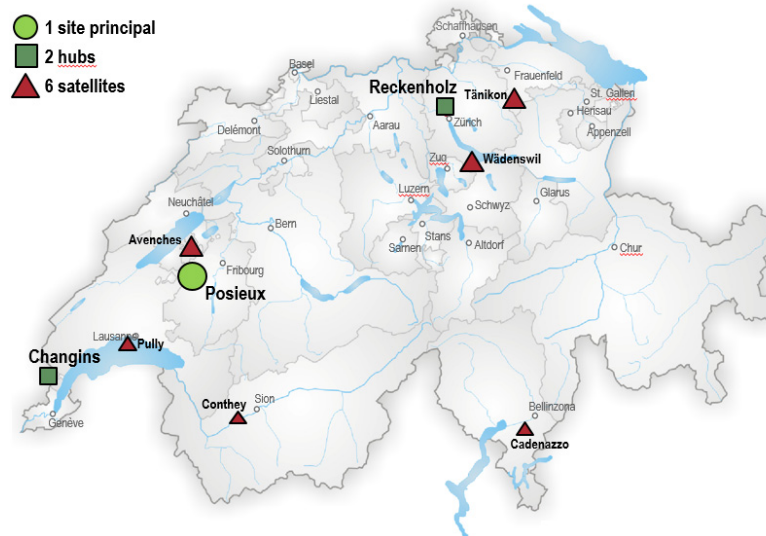 1 site principal
2 hubs
6 satellites
Schaffhausen
Basel
Frauenfeld
Liestal
Reckenholz
Tänikon
St. Gallen
Herisau
Delémont
Aarau
Zürich
Appenzell
Solothurn
Zug
Wädenswil
Luzern
Glarus
Neuchâtel
Schwyz
Bern
Stans
Avenches
Sarnen
Altdorf
Chur
Fribourg
Posieux
Lausanne
Pully
Changins
Conthey
Sion
Bellinzona
Genève
Cadenazzo